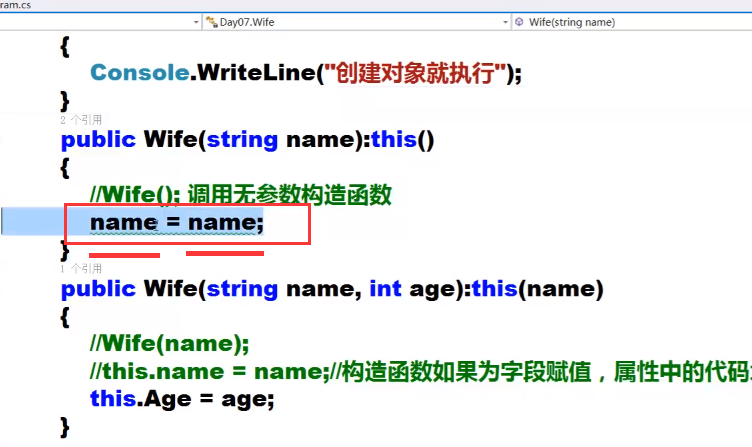 ram.cs
Day07.Wife
Wife(string name)
{
Console.WriteLine("创建对象就执行");
}
2 个引用
public Wife(string name):this()
{
//Wife(); 调用无参数构造函数
name = name;
}
1 个引用
public Wife(string name, int age):this(name)
{
//Wife(name);
//this.name = name;//构造函数如果为字段赋值，属性中的代码
this.Age = age;
}